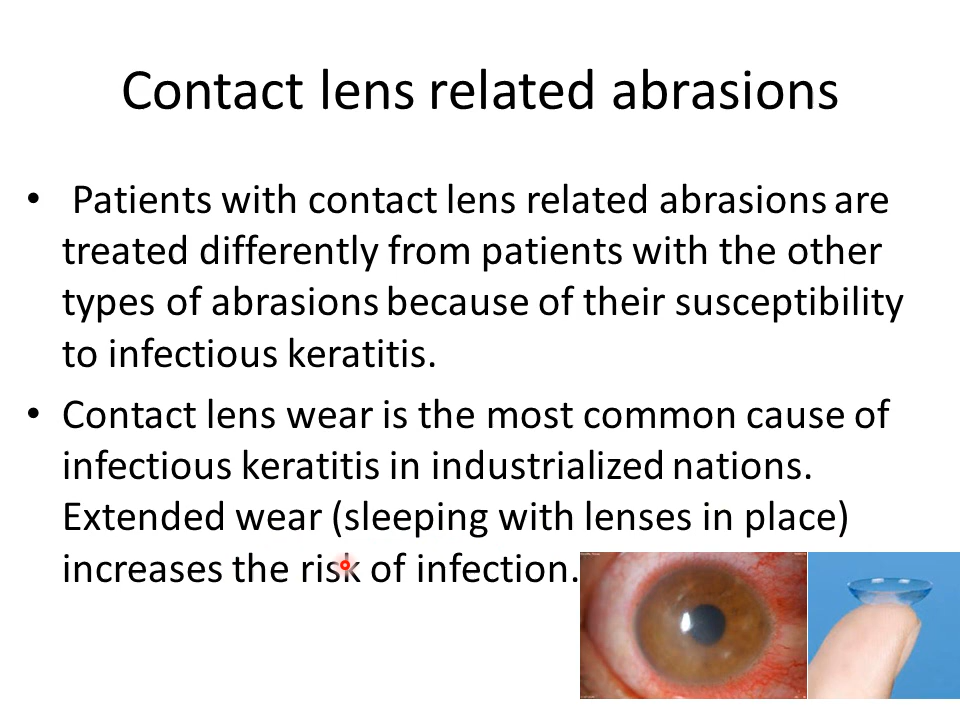 Contact lens related abrasions
• Patients with contact lens related abrasions are
treated differently from patients with the other
types of abrasions because of their susceptibility
to infectious keratitis.
• Contact lens wear is the most common cause of
infectious keratitis in industrialized nations.
Extended wear (sleeping with lenses in place)
increases the risk of infection.